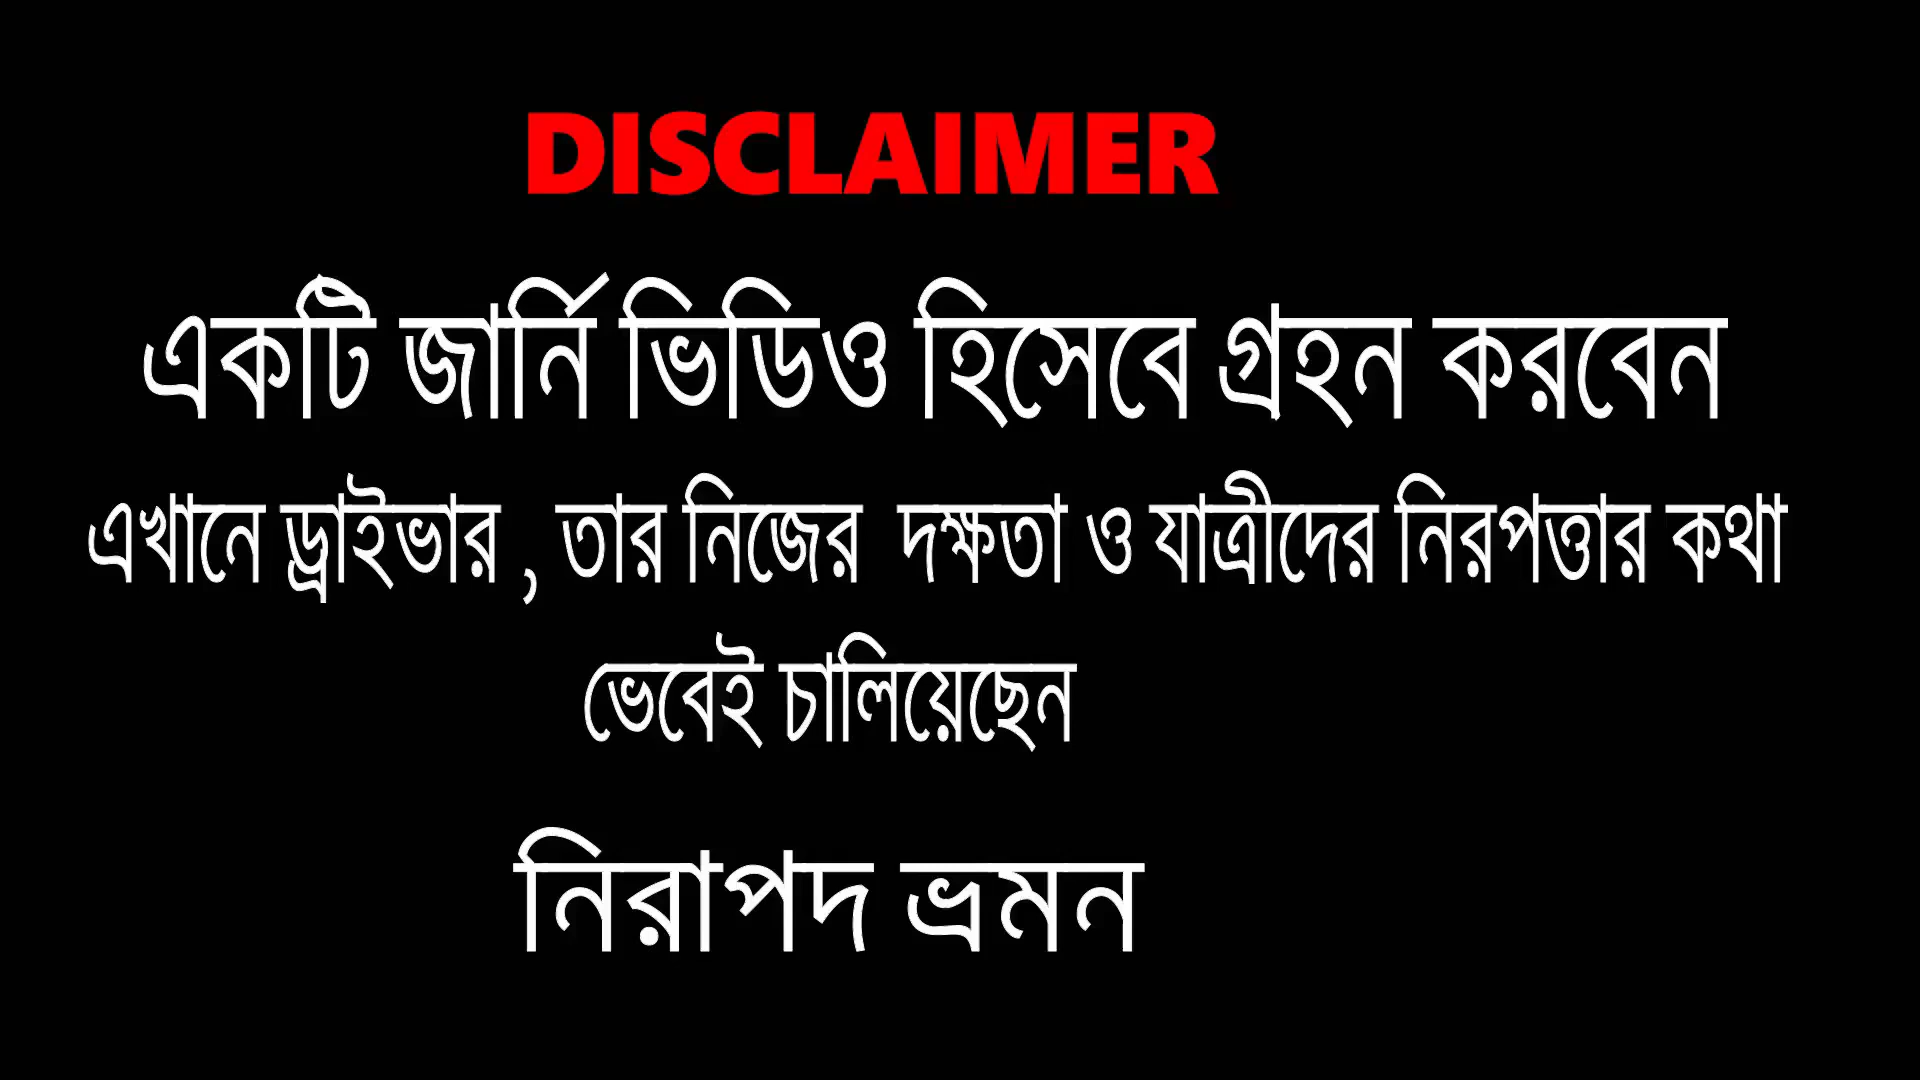 DISCLAIMER
একটি জার্নি ভিডিও হিসেবে গ্রহন করবেন
এখানে ড্রাইভার , তার নিজের দক্ষতা ও যাত্রীদের নিরপত্তার কথা
ভেবেই চালিয়েছেন
নিরাপদ ভ্রমন